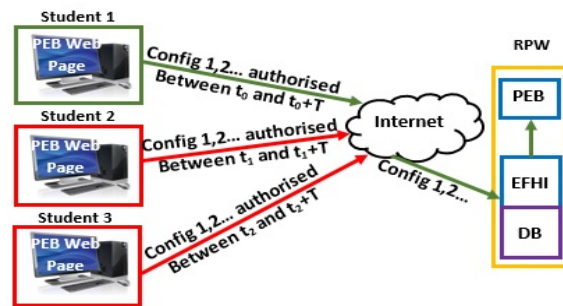 Student 1
PEB Web
Page
Config 1,2... authorised
Between t₀ and t₀+T
Student 2
PEB Web
Page
Config 1,2... authorised
Between t₁ and t₁+T
Student 3
PEB Web
Page
Config 1,2... authorised
Between t₂ and t₂+T
Internet
Config 1,2...
RPW
PEB
EFHI
DB